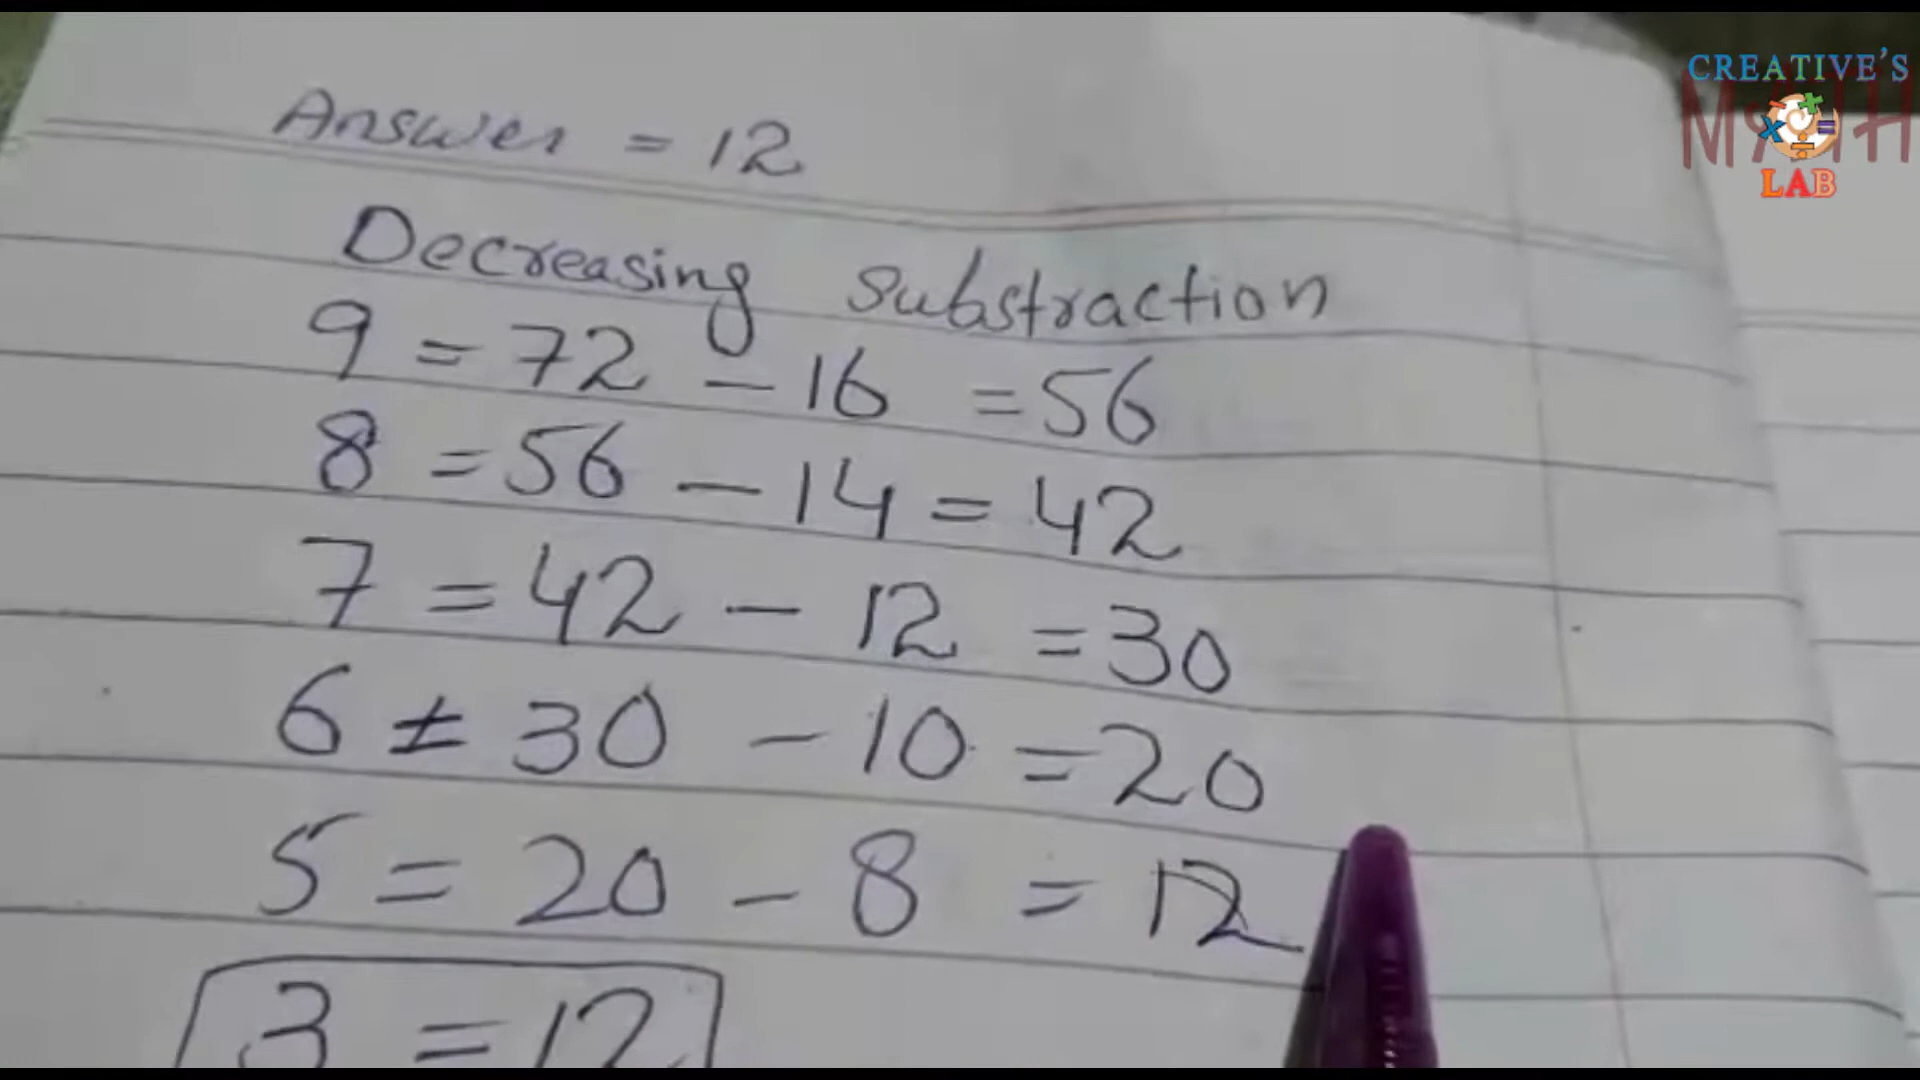 CREATIVE'S
MATH
LAB
Answer = 12
Decreasing Substraction
9 = 72 - 16 = 56
8 = 56 - 14 = 42
7 = 42 - 12 = 30
6 = 30 - 10 = 20
5 = 20 - 8 = 12
3 = 12